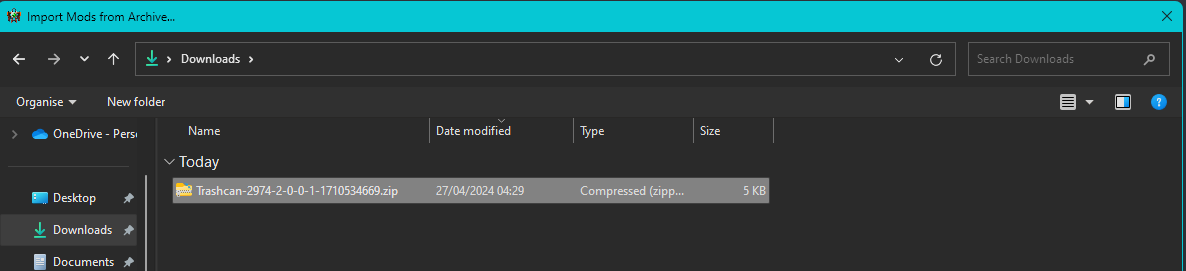 Import Mods from Archive...
Downloads
Search Downloads
Organise New folder
OneDrive - Perso
Name Date modified Type Size
Today
Trashcan-2974-2-0-0-1-1710534669.zip 27/04/2024 04:29 Compressed (zipp... 5 KB
Desktop
Downloads
Documents